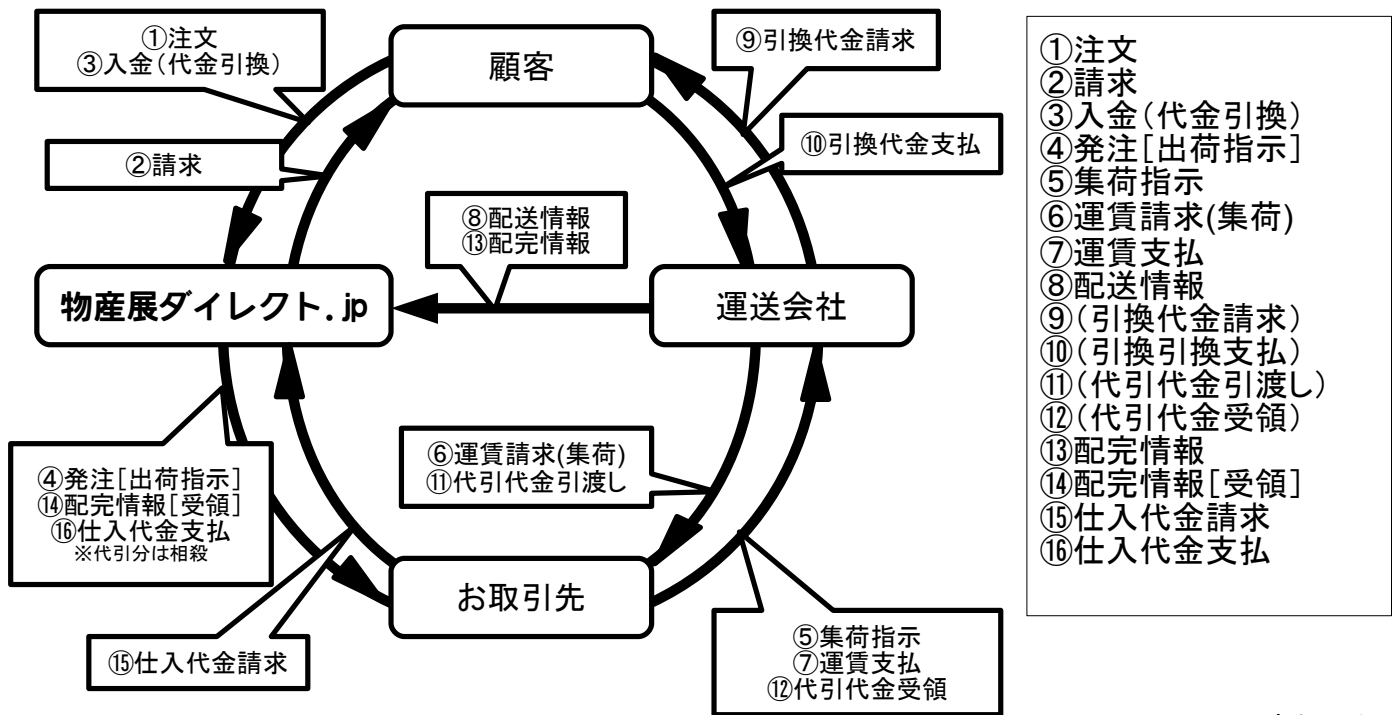 ①注文
③入金(代金引換)
顧客
⑨引換代金請求
②請求
⑩引換代金支払
⑧配送情報
⑬配完情報
物産展ダイレクト.jp
運送会社
④発注[出荷指示]
⑭配完情報[受領]
⑯仕入代金支払
※代引分は相殺
⑥運賃請求(集荷)
⑪代引代金引渡し
お取引先
⑮仕入代金請求
⑤集荷指示
⑦運賃支払
⑫代引代金受領
①注文
②請求
③入金(代金引換)
④発注[出荷指示]
⑤集荷指示
⑥運賃請求(集荷)
⑦運賃支払
⑧配送情報
⑨(引換代金請求)
⑩(引換引換支払)
⑪(代引代金引渡し)
⑫(代引代金受領)
⑬配完情報
⑭配完情報[受領]
⑮仕入代金請求
⑯仕入代金支払